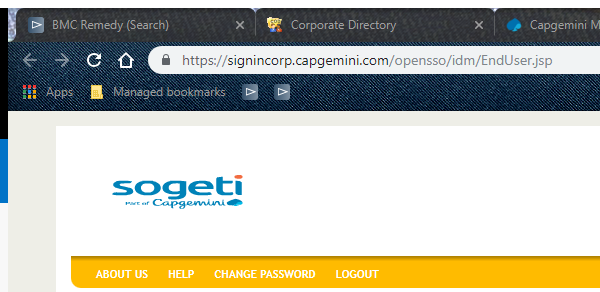 BMC Remedy (Search) Corporate Directory Capgemini M
https://signincorp.capgemini.com/opensso/idm/EndUser.jsp
Apps Managed bookmarks
sogeti
Part of Capgemini
ABOUT US HELP CHANGE PASSWORD LOGOUT